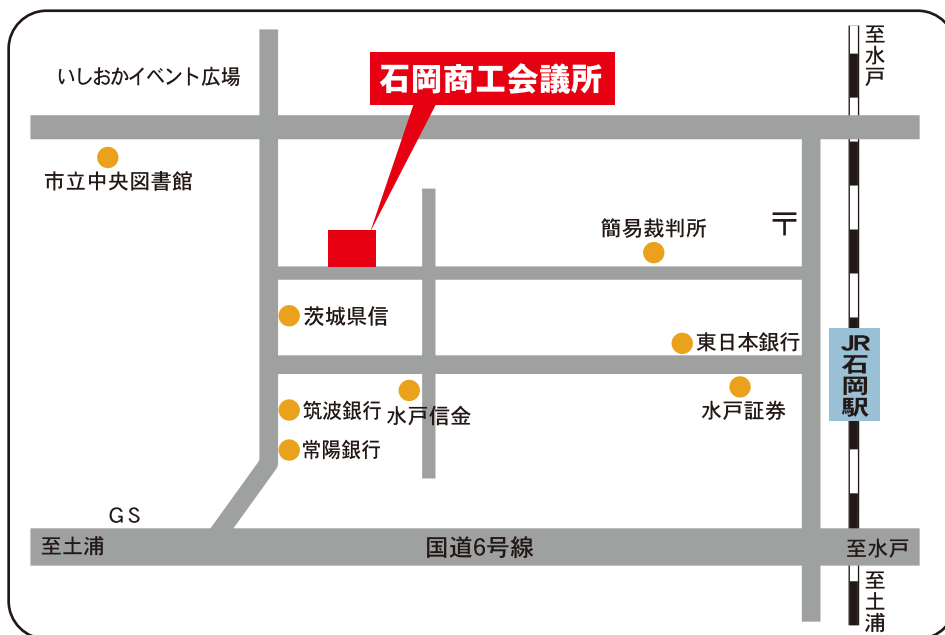 至水戸
石岡商工会議所
いしおかイベント広場
市立中央図書館
〒
簡易裁判所
茨城県信
東日本銀行
JR石岡駅
筑波銀行
水戸信金
水戸証券
常陽銀行
GS
至土浦
国道6号線
至水戸
至土浦